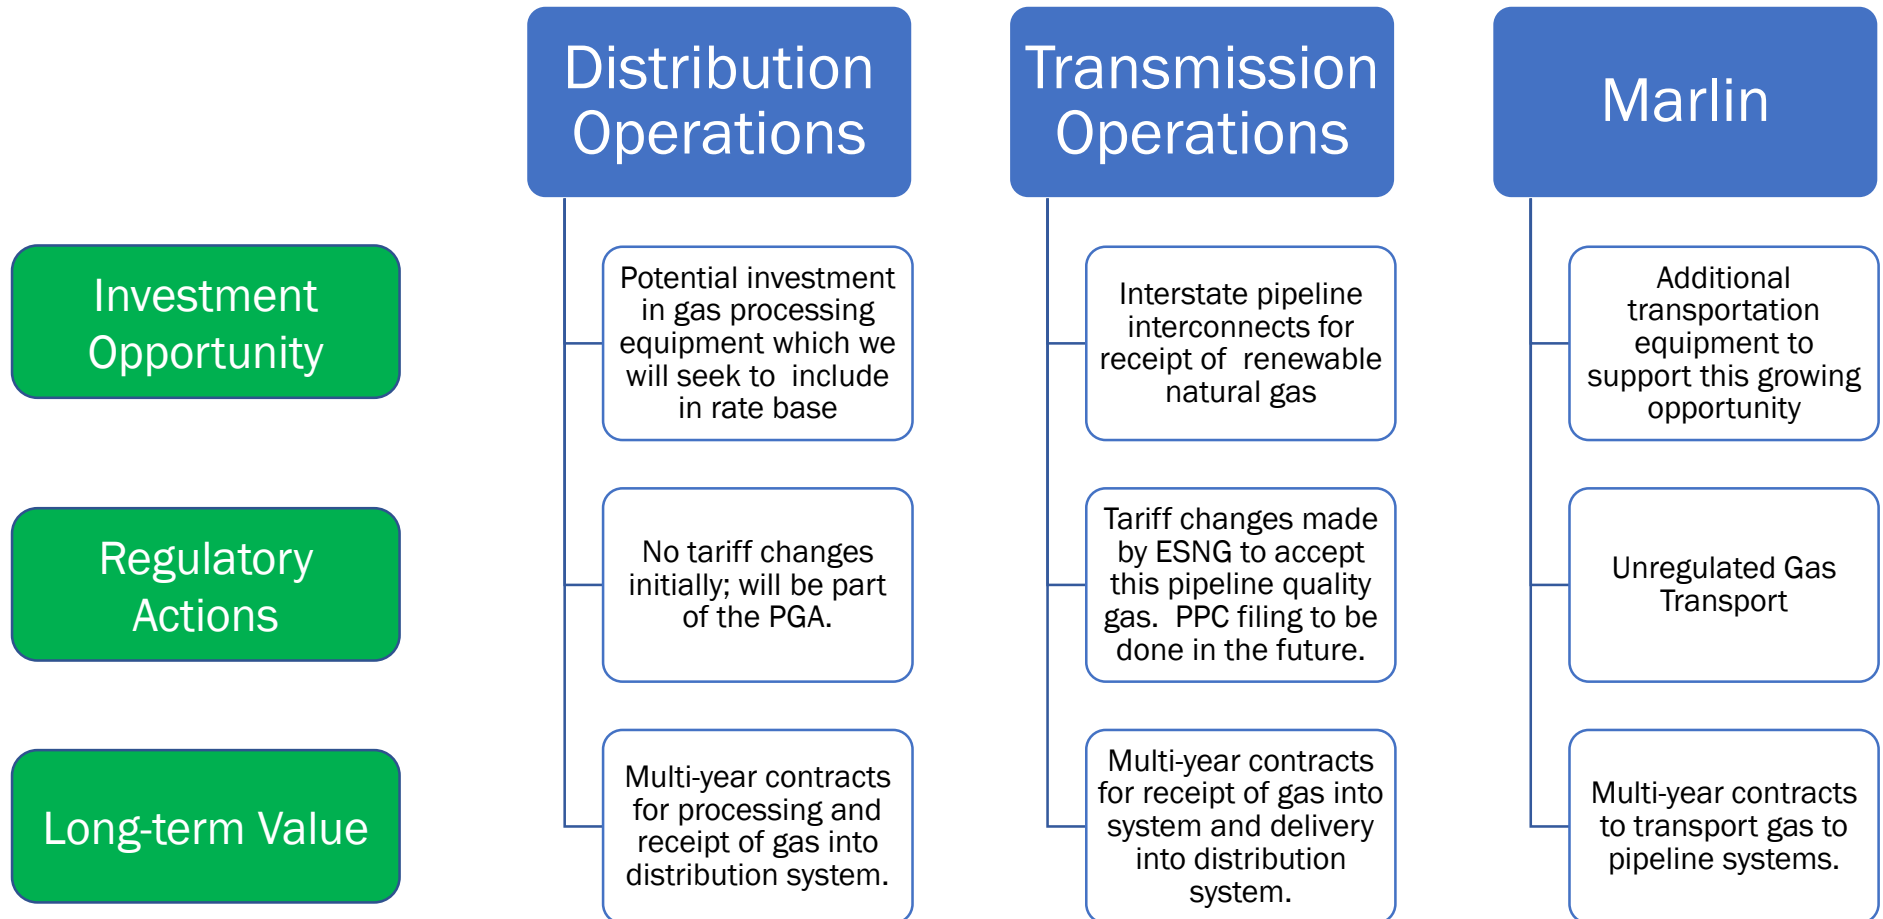 Distribution
Operations
Transmission
Operations
Marlin
Investment
Opportunity
Potential investment
in gas processing
equipment which we
will seek to  include
in rate base
Interstate pipeline
interconnects for
receipt of  renewable
natural gas
Additional
transportation
equipment to
support this growing
opportunity
Regulatory
Actions
No tariff changes
initially; will be part
of the PGA.
Tariff changes made
by ESNG to accept
this pipeline quality
gas.  PPC filing to be
done in the future.
Unregulated Gas
Transport
Long-term Value
Multi-year contracts
for processing and
receipt of gas into
distribution system.
Multi-year contracts
for receipt of gas into
system and delivery
into distribution
system.
Multi-year contracts
to transport gas to
pipeline systems.